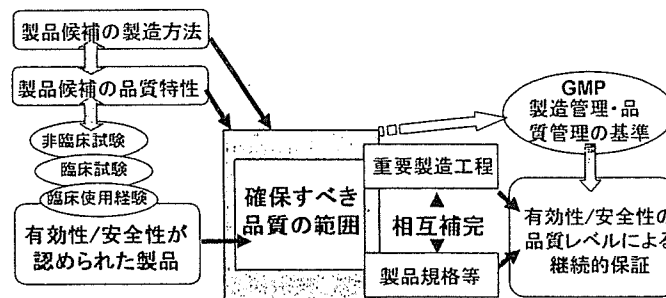 製品候補の製造方法
製品候補の品質特性
非臨床試験
臨床試験
臨床使用経験
有効性/安全性が
認められた製品
確保すべき
品質の範囲
重要製造工程
相互補完
製品規格等
GMP
製造管理・品
質管理の基準
有効性/安全性の
品質レベルによる
継続的保証